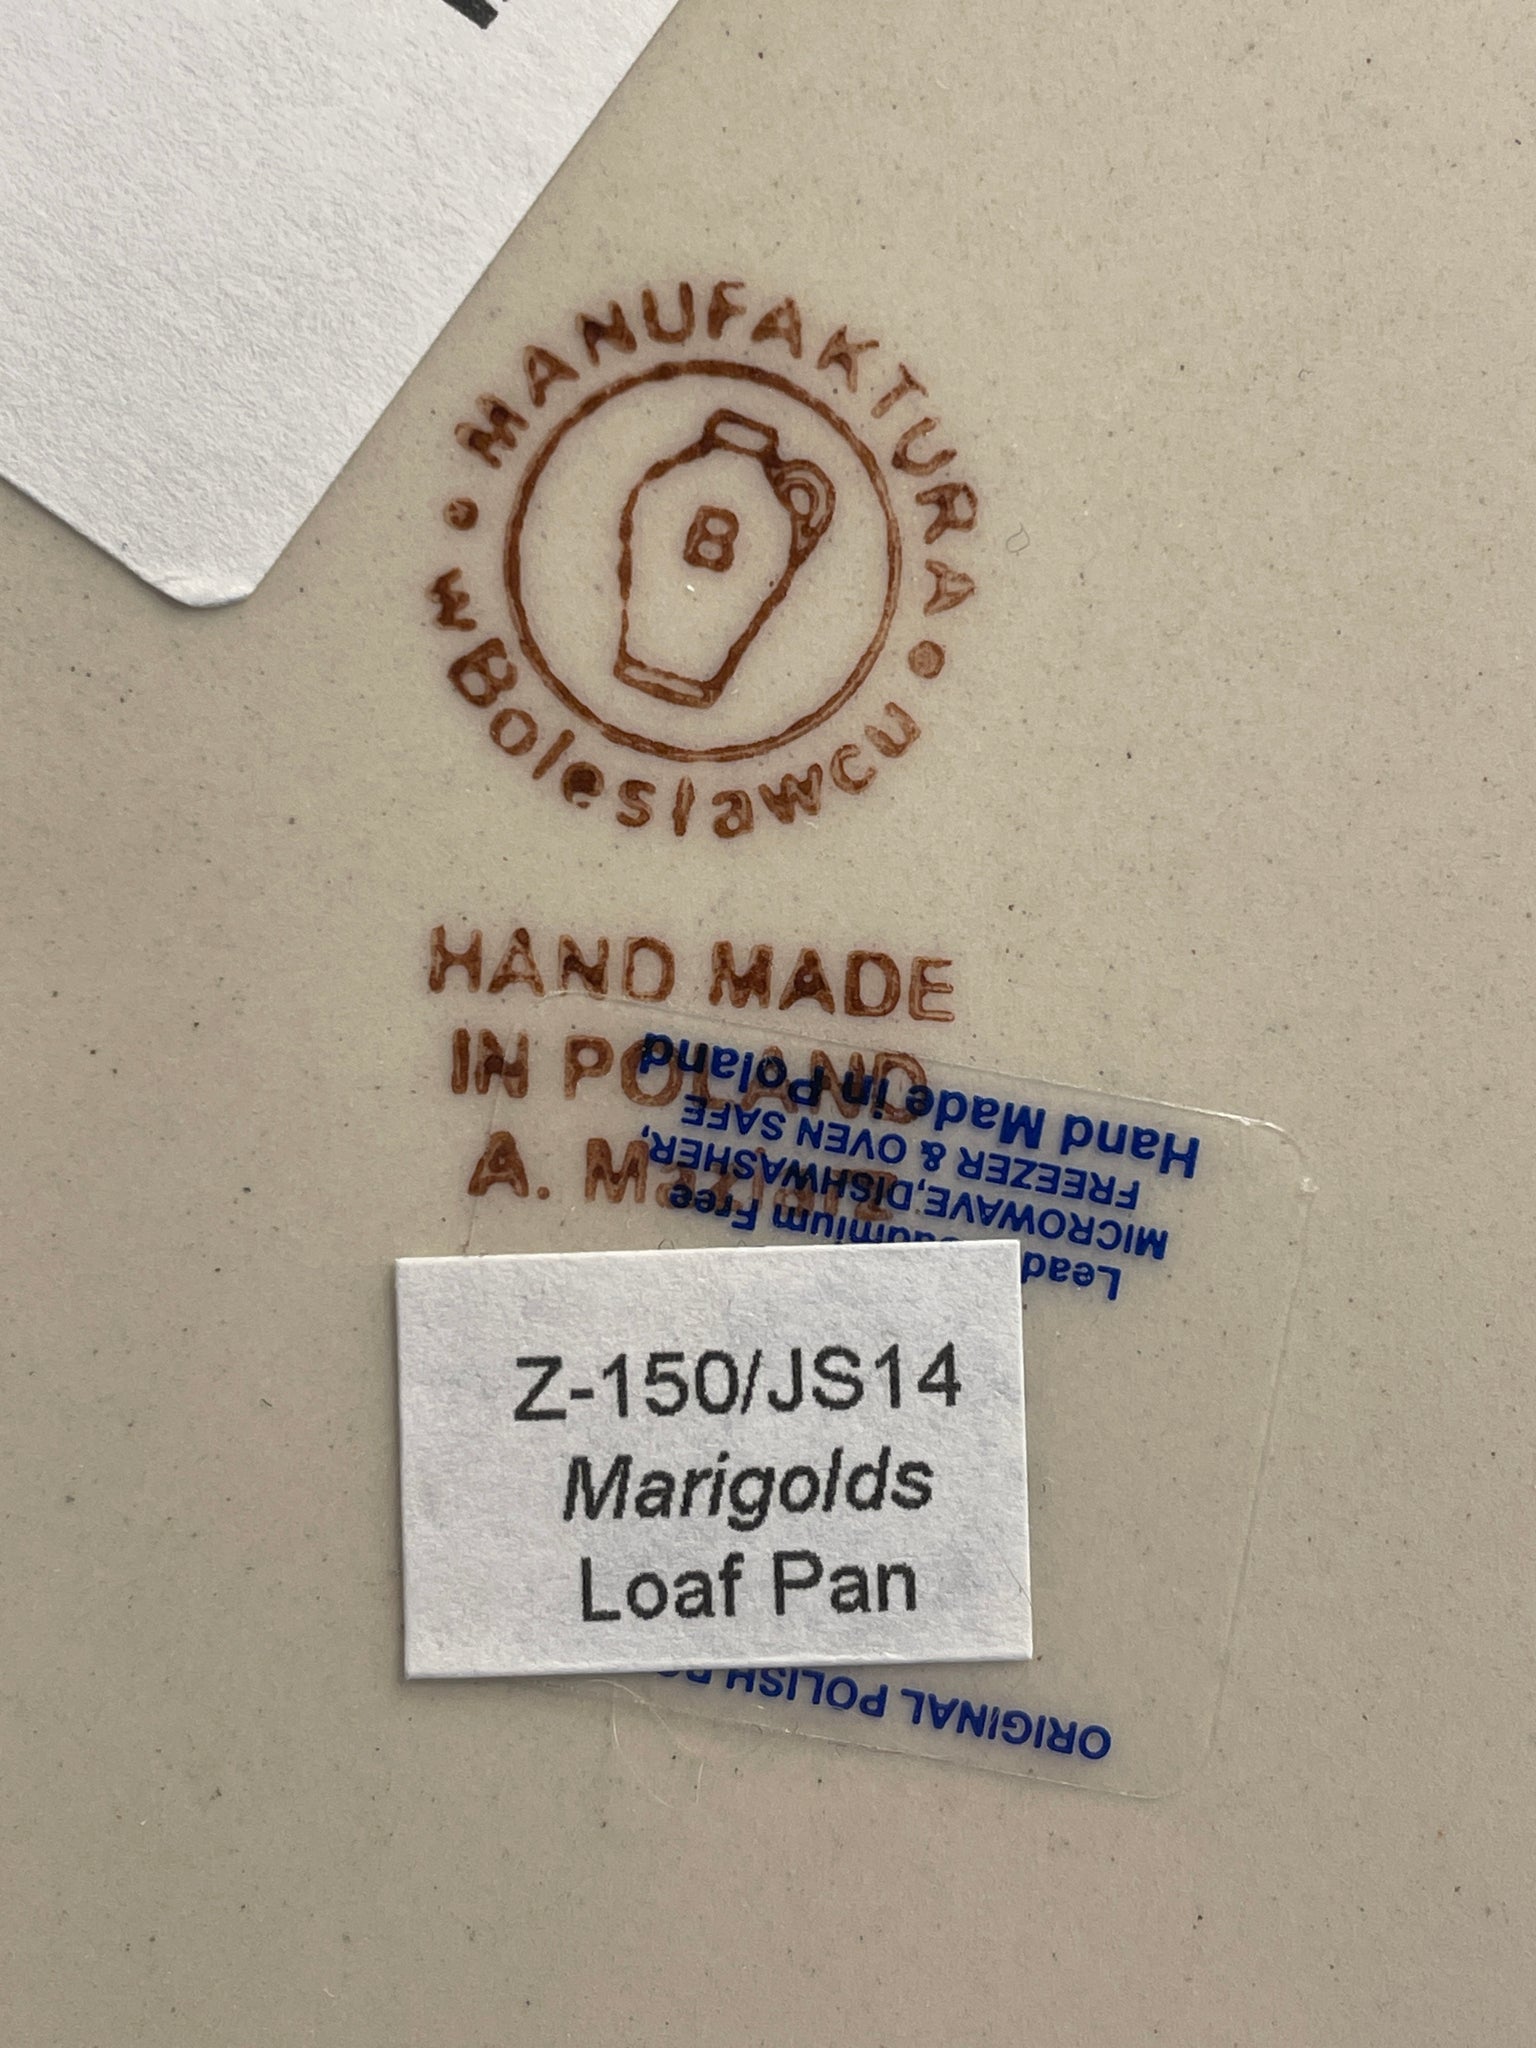 MANUFAKTURA
B
w Boleslawcu
HAND MADE
IN POLAND
A.
Hand Made in Poland
FREEZER & OVEN SAFE
MICROWAVE,DISHWASHER,
Lead Free
Z-150/JS14
Marigolds
Loaf Pan
ORIGINAL POLISH